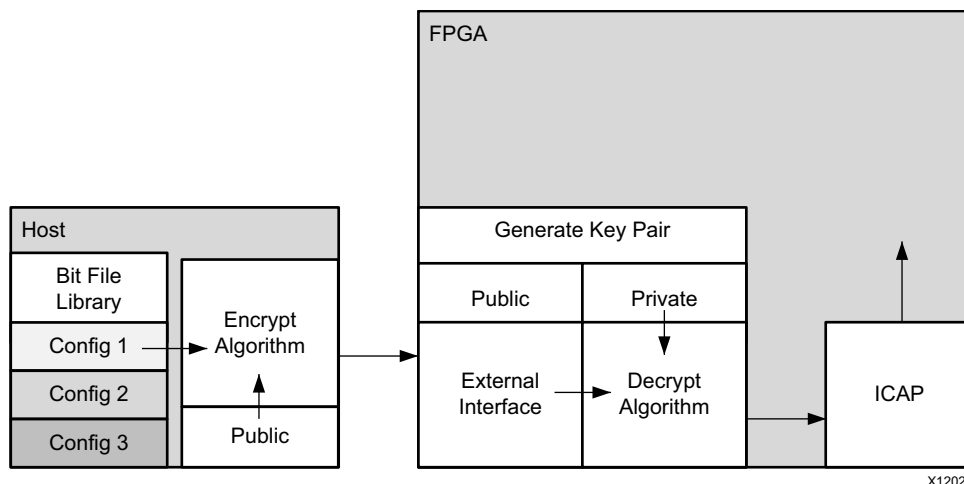 FPGA
Host
Generate Key Pair
Bit File
Library
Public
Private
Encrypt
Algorithm
Config 1
External
Interface
Decrypt
Algorithm
ICAP
Config 2
Public
Config 3
X1202